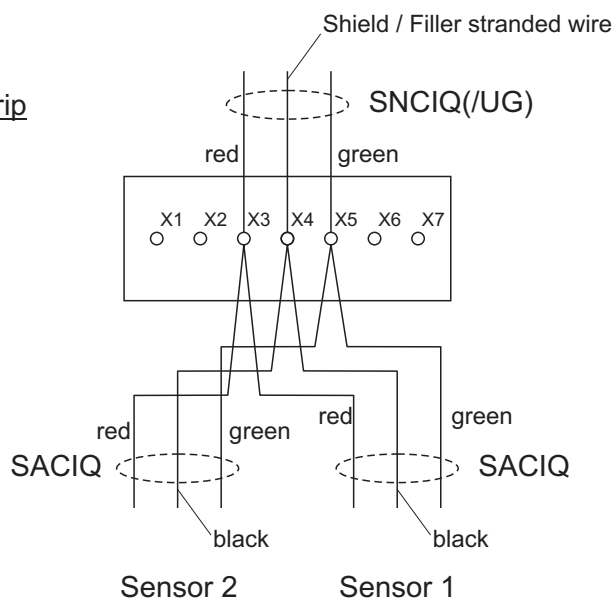 Shield / Filler stranded wire
rip
SNCIQ(/UG)
red green
X1 X2 X3 X4 X5 X6 X7
red green red green
SACIQ SACIQ
black black
Sensor 2 Sensor 1